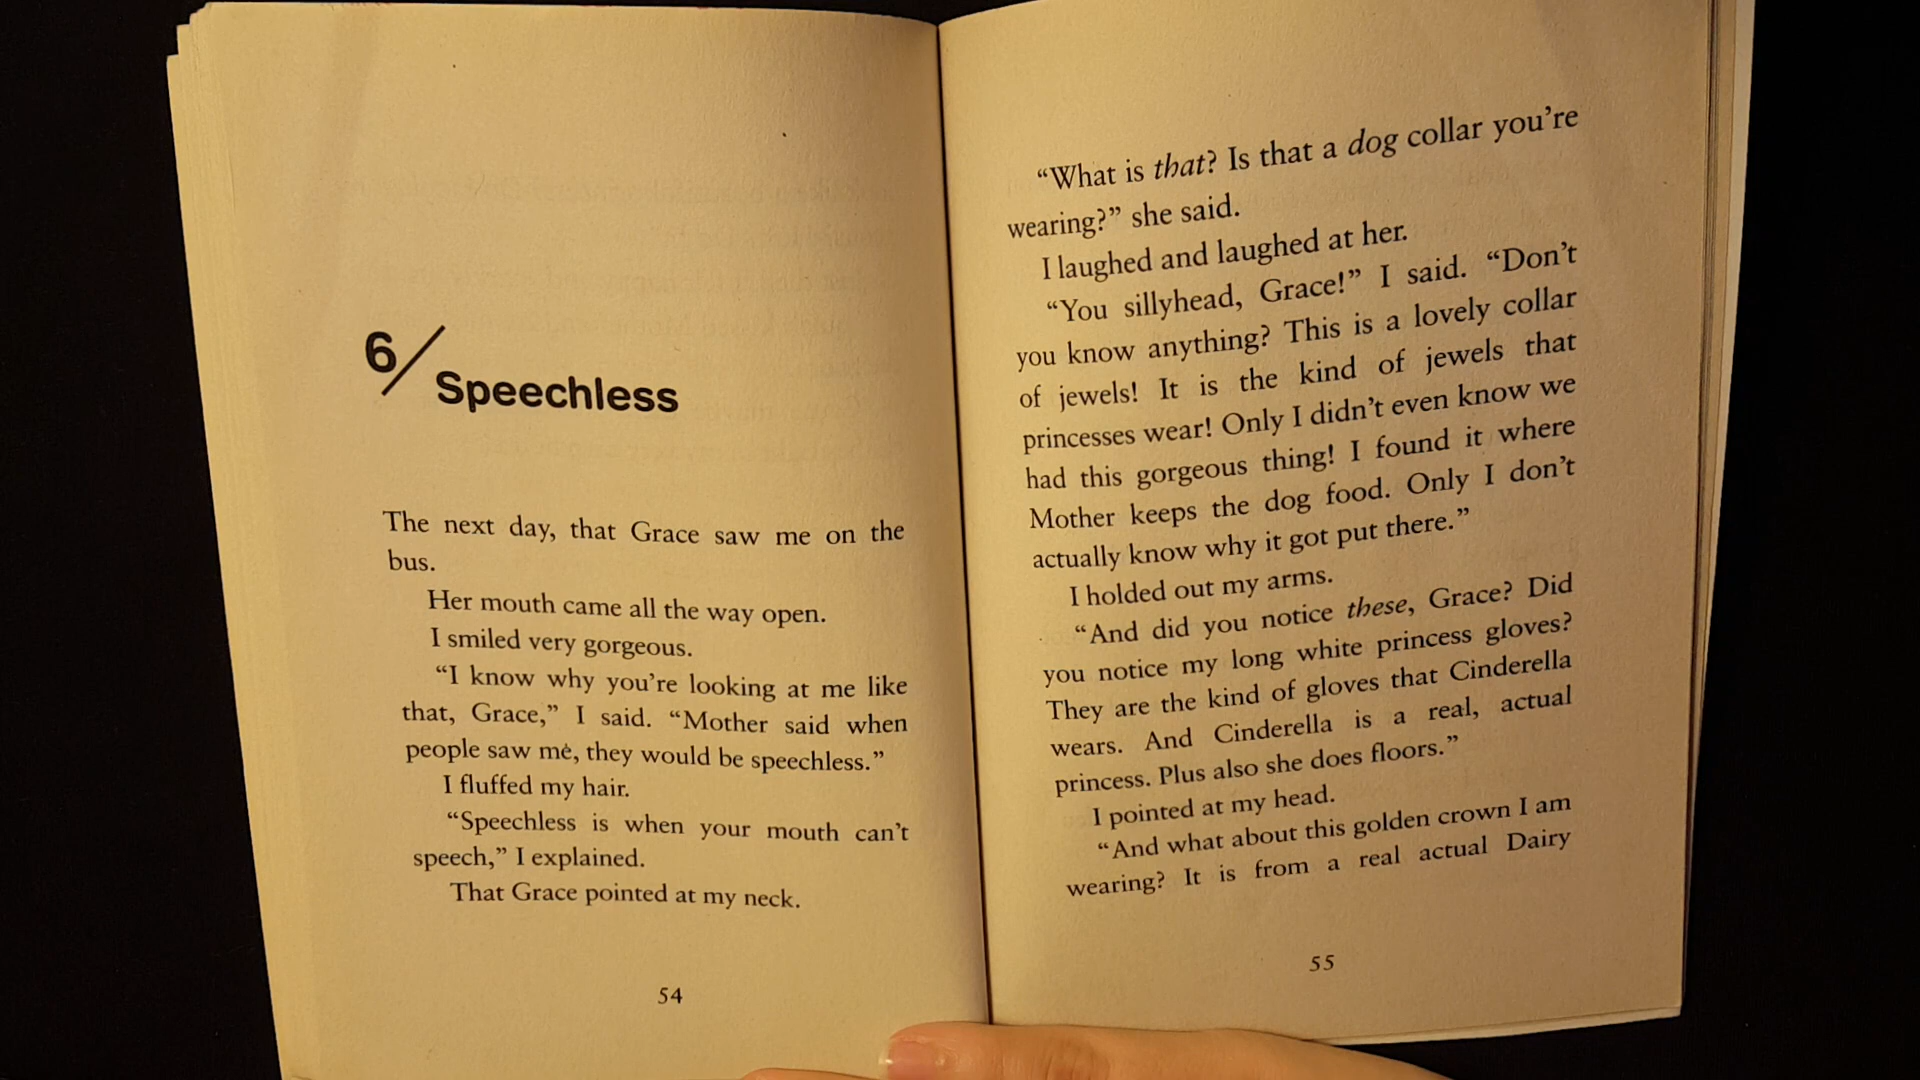 6/
Speechless
The next day, that Grace saw me on the
bus.
Her mouth came all the way open.
I smiled very gorgeous.
“I know why you’re looking at me like
that, Grace,” I said. “Mother said when
people saw me, they would be speechless.”
I fluffed my hair.
“Speechless is when your mouth can’t
speech,” I explained.
That Grace pointed at my neck.
54
“What is that? Is that a dog collar you’re
wearing?” she said.
I laughed and laughed at her.
“You sillyhead, Grace!” I said. “Don’t
you know anything? This is a lovely collar
of jewels! It is the kind of jewels that
princesses wear! Only I didn’t even know we
had this gorgeous thing! I found it where
Mother keeps the dog food. Only I don’t
actually know why it got put there.”
I holded out my arms.
“And did you notice these, Grace? Did
you notice my long white princess gloves?
They are the kind of gloves that Cinderella
wears. And Cinderella is a real, actual
princess. Plus also she does floors.”
I pointed at my head.
“And what about this golden crown I am
wearing? It is from a real actual Dairy
55